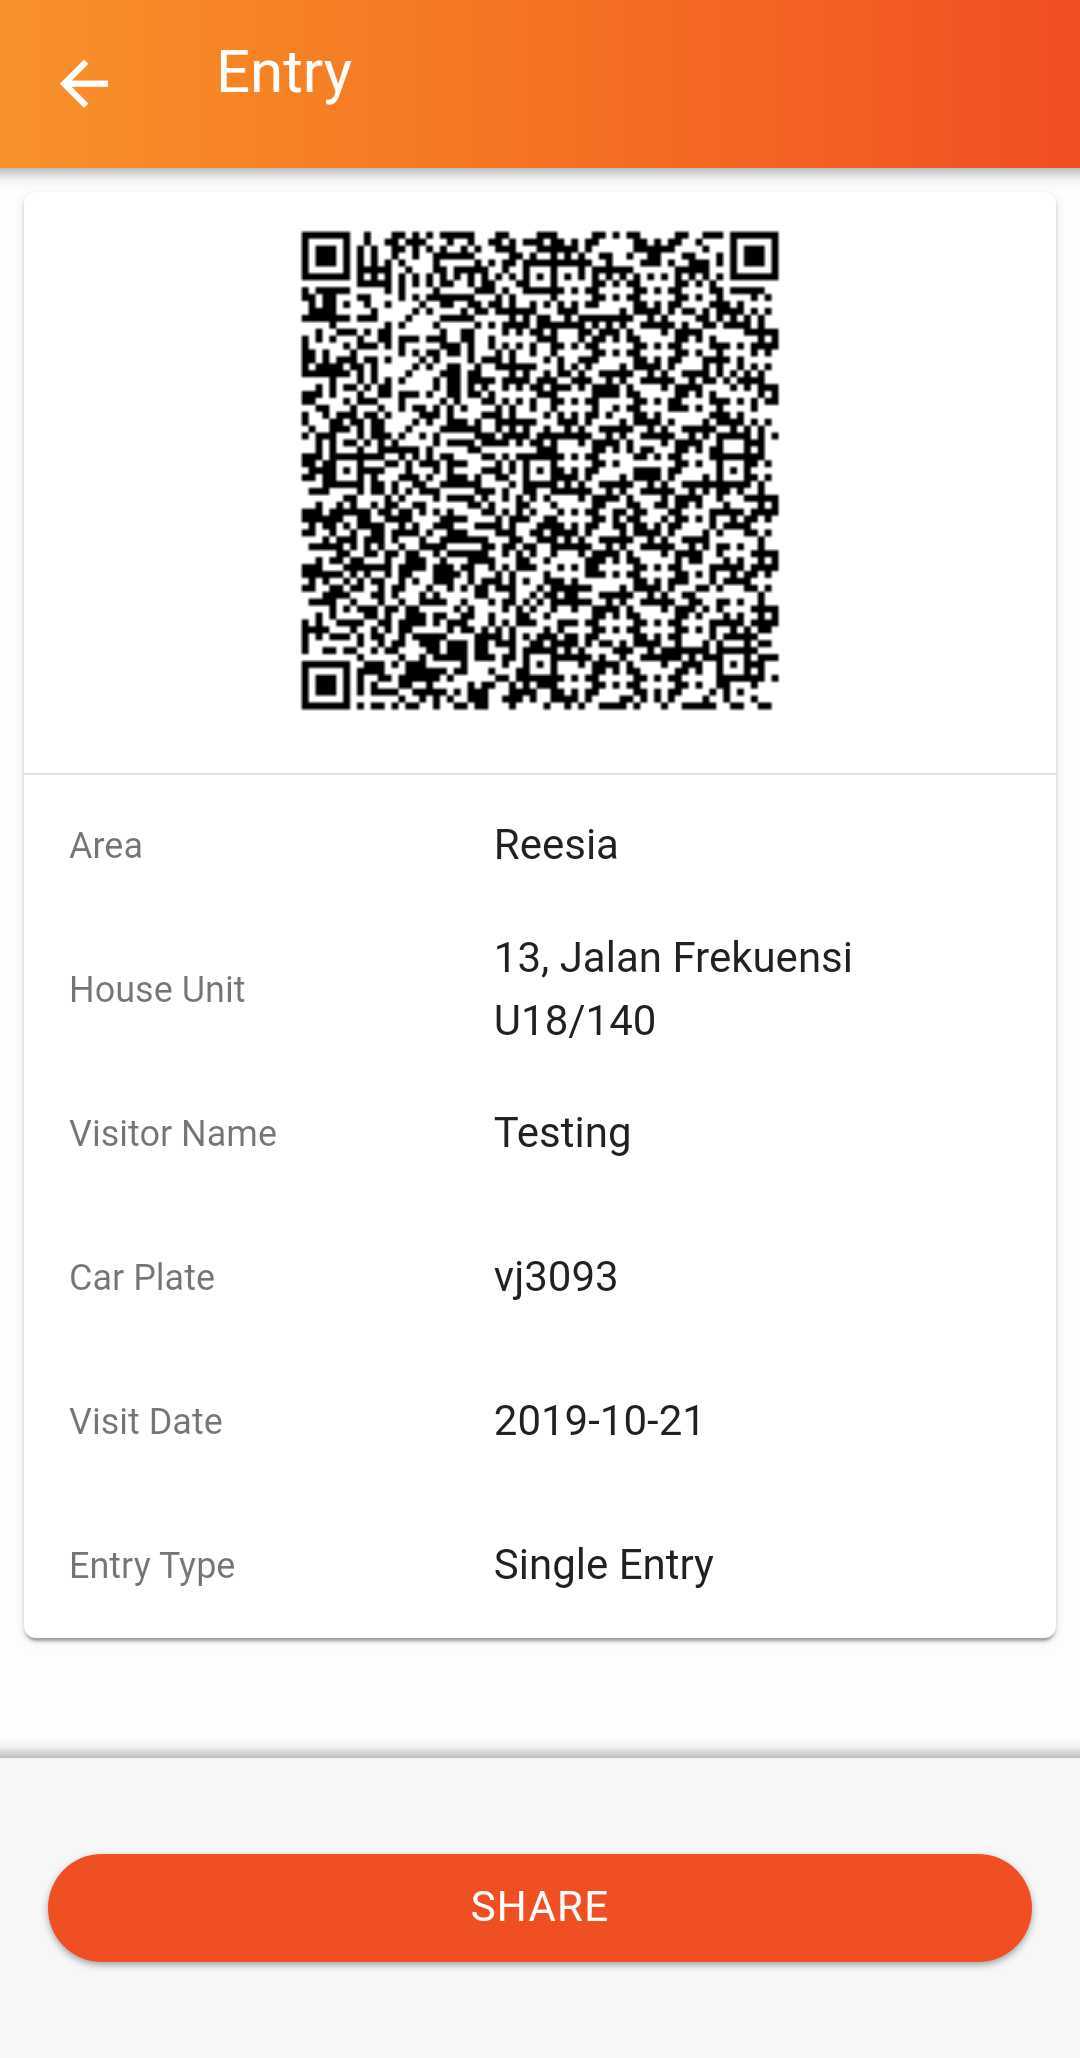 Entry
Area
Reesia
House Unit
13, Jalan Frekuensi
U18/140
Visitor Name
Testing
Car Plate
vj3093
Visit Date
2019-10-21
Entry Type
Single Entry
SHARE